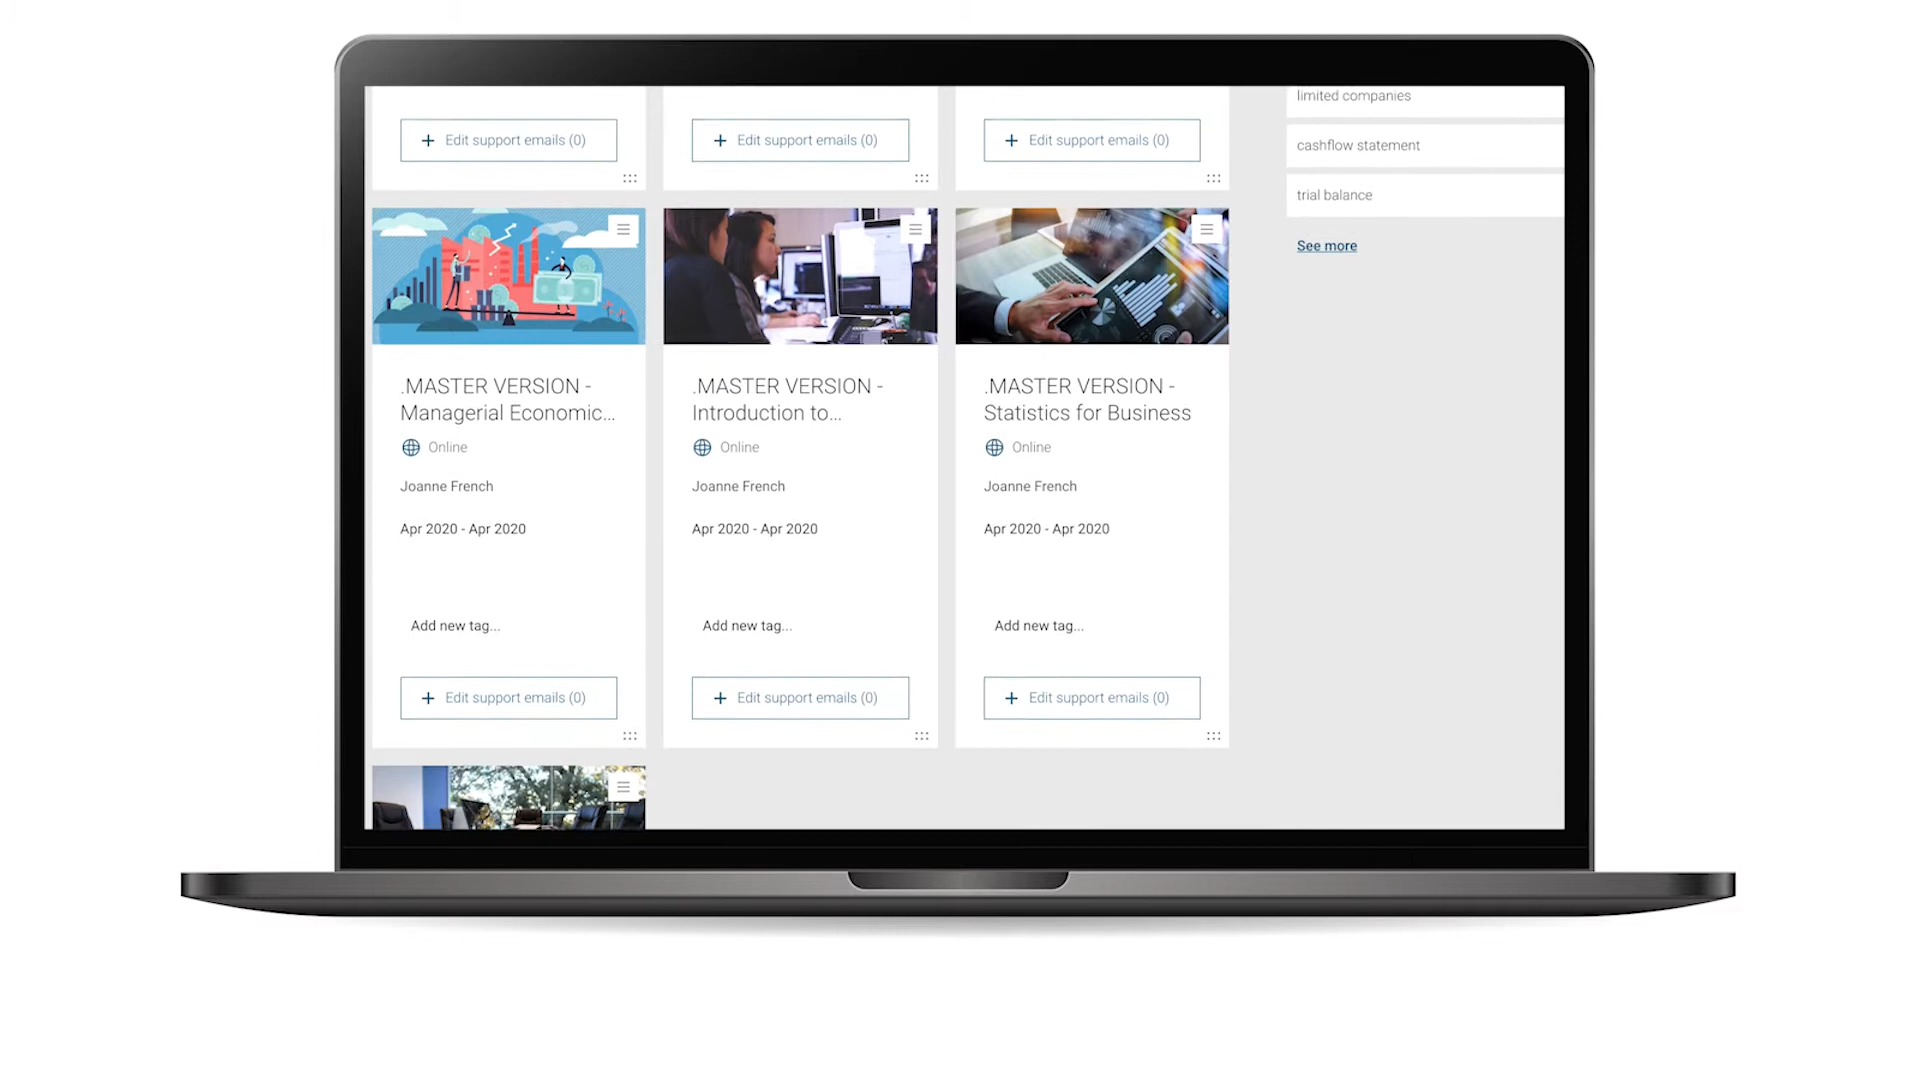 Edit support emails (0)
Edit support emails (0)
Edit support emails (0)
limited companies
cashflow statement
trial balance
See more
.MASTER VERSION -
Managerial Economic...
Online
Joanne French
Apr 2020 - Apr 2020
Add new tag...
Edit support emails (0)
.MASTER VERSION -
Introduction to...
Online
Joanne French
Apr 2020 - Apr 2020
Add new tag...
Edit support emails (0)
.MASTER VERSION -
Statistics for Business
Online
Joanne French
Apr 2020 - Apr 2020
Add new tag...
Edit support emails (0)